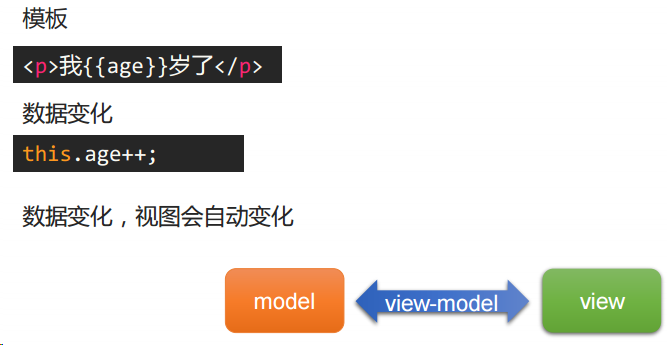 模板
<p>我{{age}}岁了</p>
数据变化
this.age++;
数据变化，视图会自动变化
model view-model view